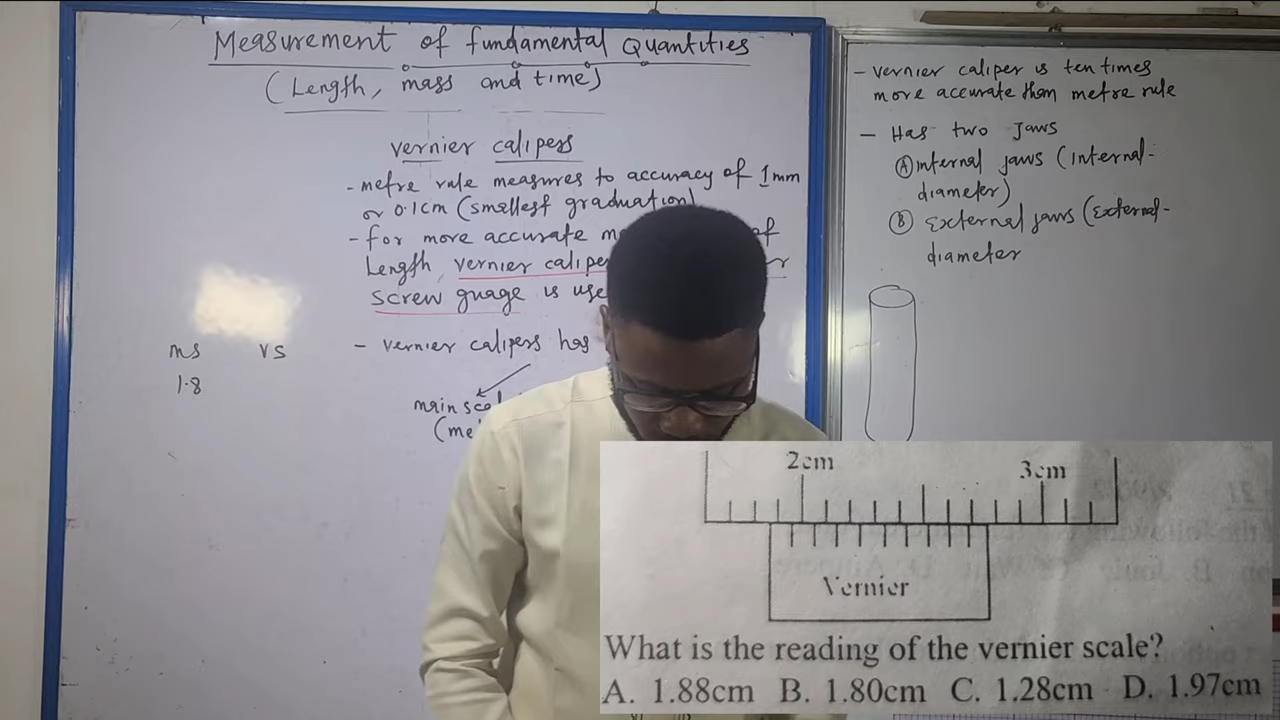 Measurement of fundamental Quantities
(Length, mass and time)
vernier calipers
- metre rule measures to accuracy of 1mm
or 0.1cm (smallest graduation)
- for more accurate of
Length vernier
screw guage is
- vernier calipers has
ms vs
1.8
- vernier caliper is ten times
more accurate than metre rule
- Has two Jaws
(A) internal jaws (internal-
diameter)
(B) External jaws (External-
diameter
2cm 3cm
Vernier
What is the reading of the vernier scale?
A. 1.88cm B. 1.80cm C. 1.28cm D. 1.97cm